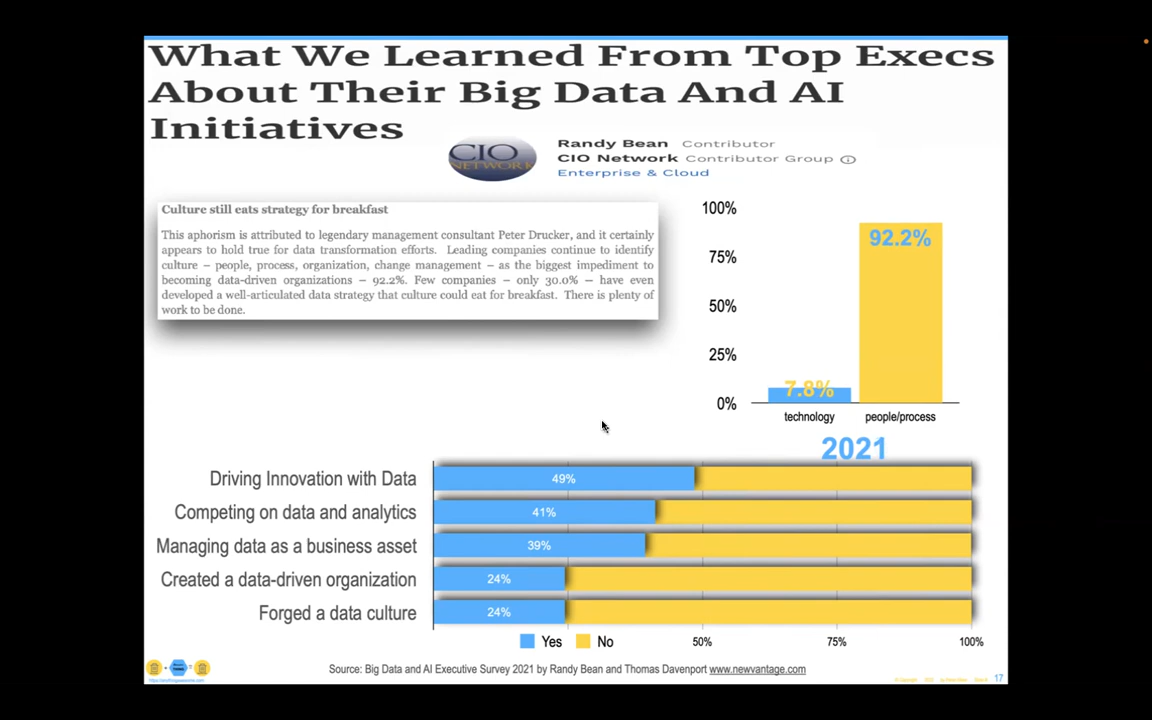 What We Learned From Top Execs
About Their Big Data And AI
Initiatives
CIO
NETWORK
Randy Bean Contributor
CIO Network Contributor Group
Enterprise & Cloud
Culture still eats strategy for breakfast
This aphorism is attributed to legendary management consultant Peter Drucker, and it certainly
appears to hold true for data transformation efforts. Leading companies continue to identify
culture – people, process, organization, change management – as the biggest impediment to
becoming data-driven organizations – 92.2%. Few companies – only 30.0% – have even
developed a well-articulated data strategy that culture could eat for breakfast. There is plenty of
work to be done.
100%
75%
50%
25%
0%
92.2%
7.8%
technology people/process
2021
Driving Innovation with Data 49%
Competing on data and analytics 41%
Managing data as a business asset 39%
Created a data-driven organization 24%
Forged a data culture 24%
Yes No 50% 75% 100%
Source: Big Data and AI Executive Survey 2021 by Randy Bean and Thomas Davenport www.newvantage.com
17